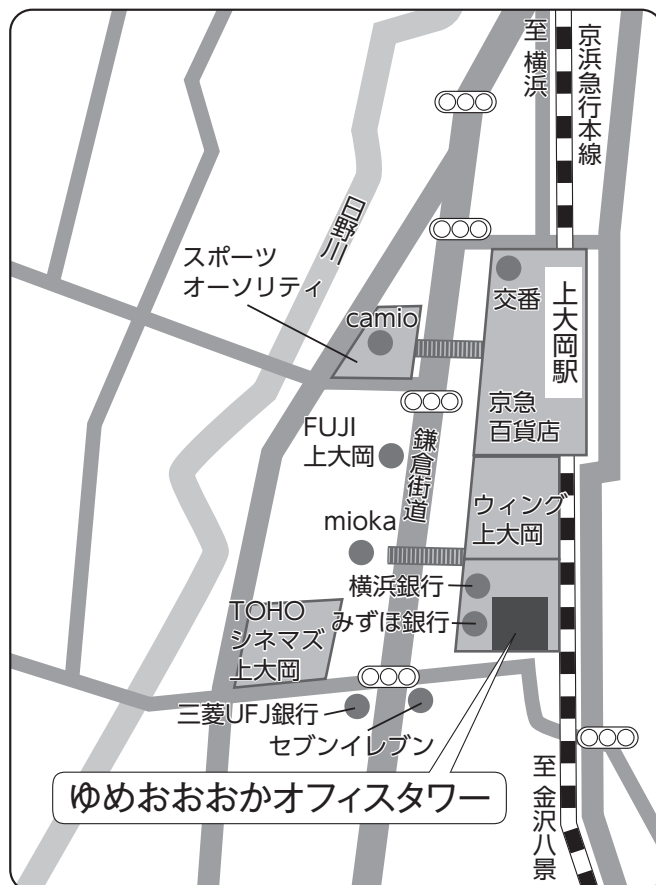 至 横浜
京浜急行本線
日野川
スポーツ
オーソリティ
camio
交番
上大岡駅
京急
百貨店
FUJI
上大岡
鎌倉街道
ウィング
上大岡
mioka
横浜銀行
みずほ銀行
TOHO
シネマズ
上大岡
三菱UFJ銀行
セブンイレブン
ゆめおおおかオフィスタワー
至 金沢八景